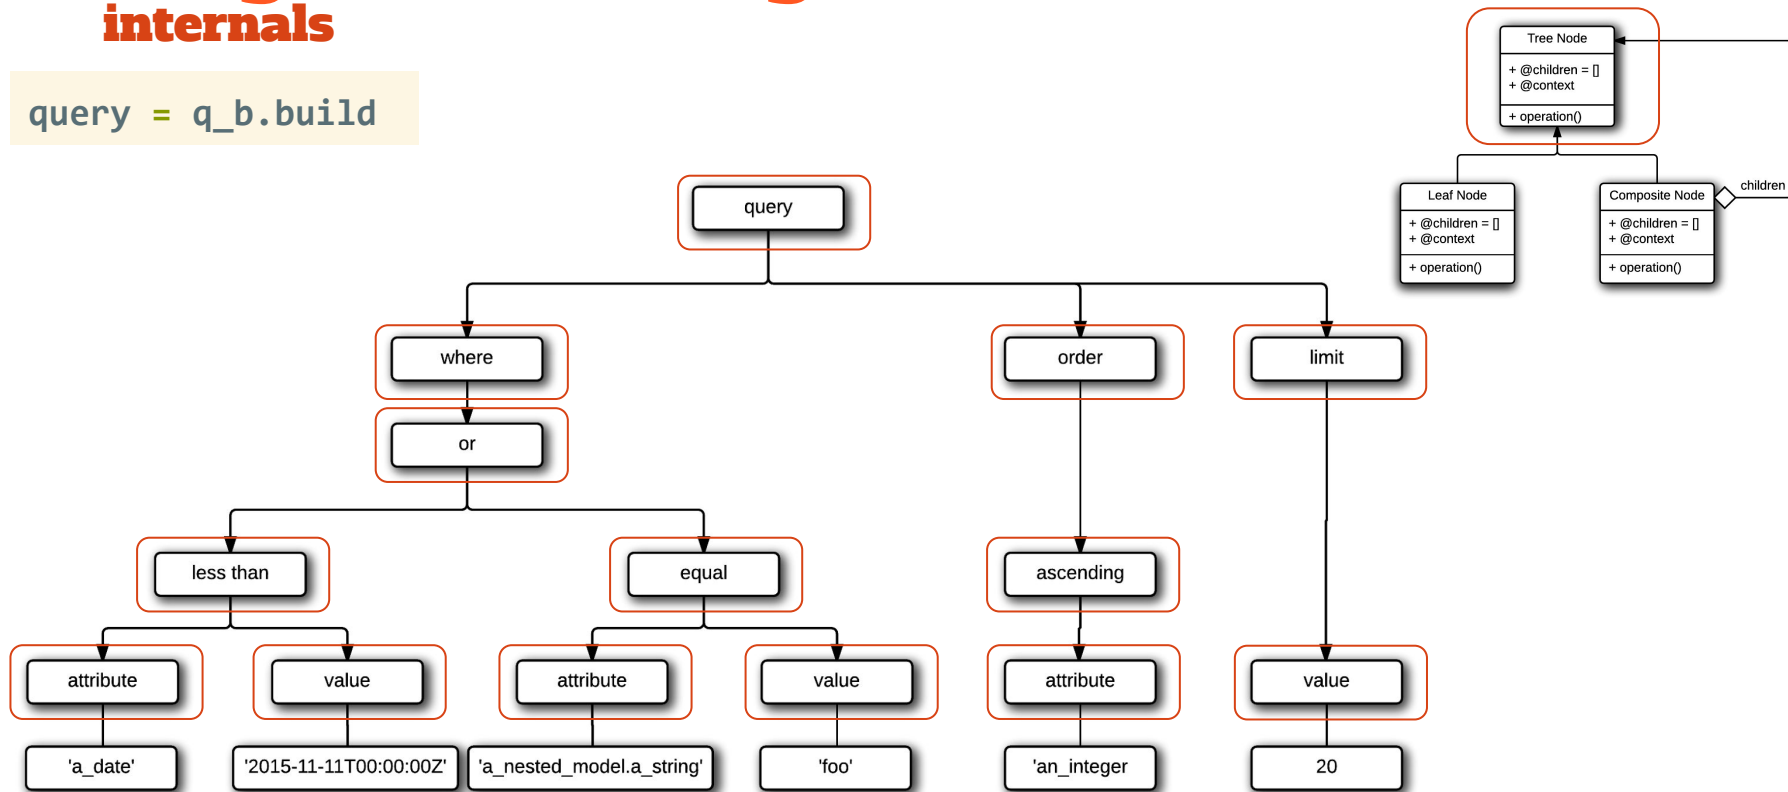 internals
query = q_b.build
Tree Node
+ @children = []
+ @context
+ operation()
Leaf Node
+ @children = []
+ @context
+ operation()
Composite Node
+ @children = []
+ @context
+ operation()
children
query
where
order
limit
or
less than
equal
ascending
attribute
value
attribute
value
attribute
value
'a_date'
'2015-11-11T00:00:00Z'
'a_nested_model.a_string'
'foo'
'an_integer
20